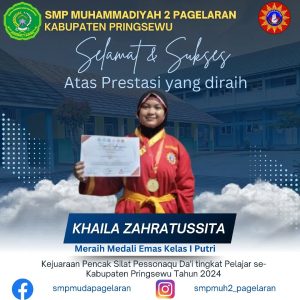 SMP MUHAMMADIYAH 2 PAGELARAN
KABUPATEN PRINGSEWU
Selamat & Sukses
Atas Prestasi yang diraih
KHAILA ZAHRATUSSITA
Meraih Medali Emas Kelas I Putri
Kejuaraan Pencak Silat Pessonaqu Da'i tingkat Pelajar se-
Kabupaten Pringsewu Tahun 2024
smpmudapagelaran
smpmuh2_pagelaran